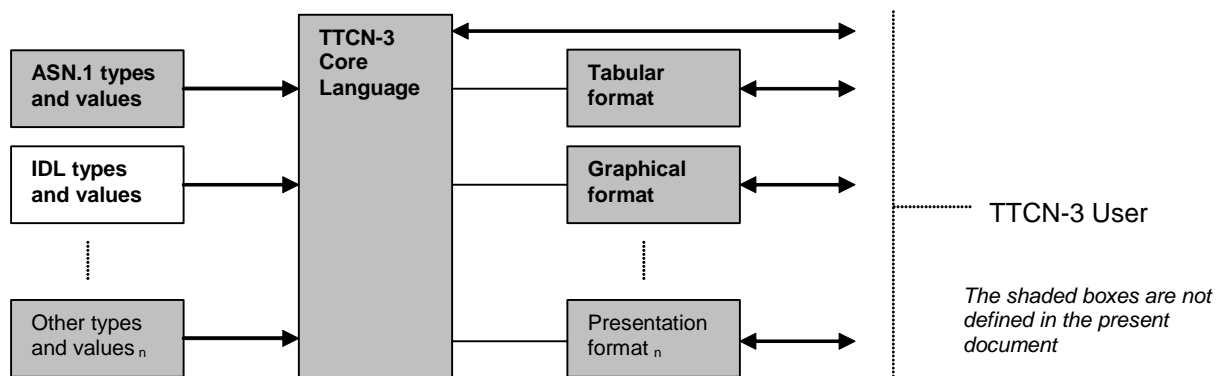 ASN.1 types
and values
IDL types
and values
Other types
and values n
TTCN-3
Core
Language
Tabular
format
Graphical
format
Presentation
format n
TTCN-3 User
The shaded boxes are not
defined in the present
document